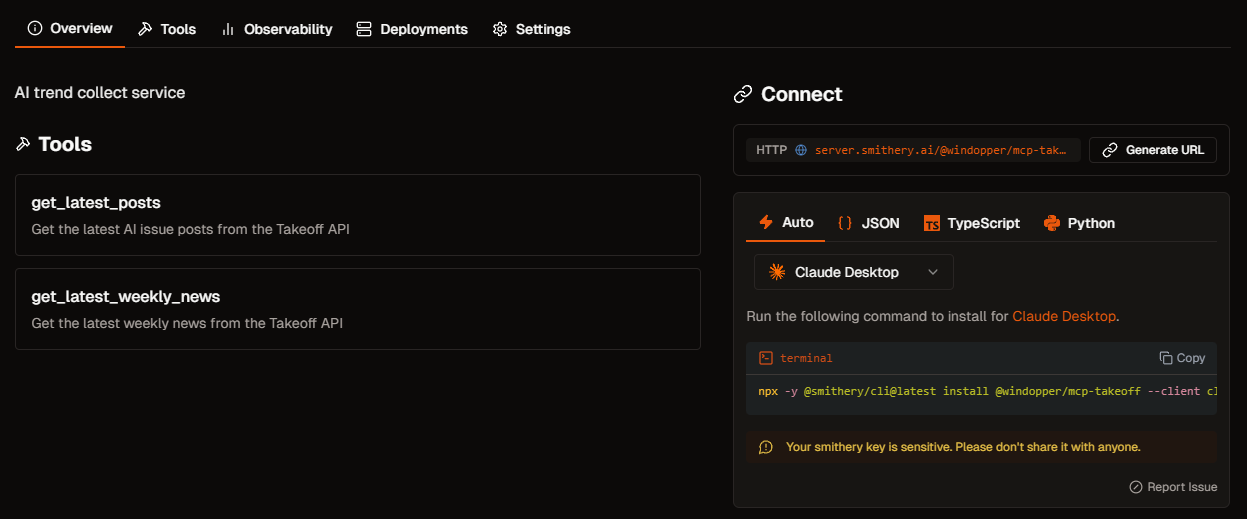 Overview Tools Observability Deployments Settings
AI trend collect service
Tools
get_latest_posts
Get the latest AI issue posts from the Takeoff API
get_latest_weekly_news
Get the latest weekly news from the Takeoff API
Connect
HTTP server.smithery.ai/@windopper/mcp-tak… Generate URL
Auto {} JSON TS TypeScript Python
Claude Desktop
Run the following command to install for Claude Desktop.
terminal Copy
npx -y @smithery/cli@latest install @windopper/mcp-takeoff --client cl
Your smithery key is sensitive. Please don't share it with anyone.
Report Issue